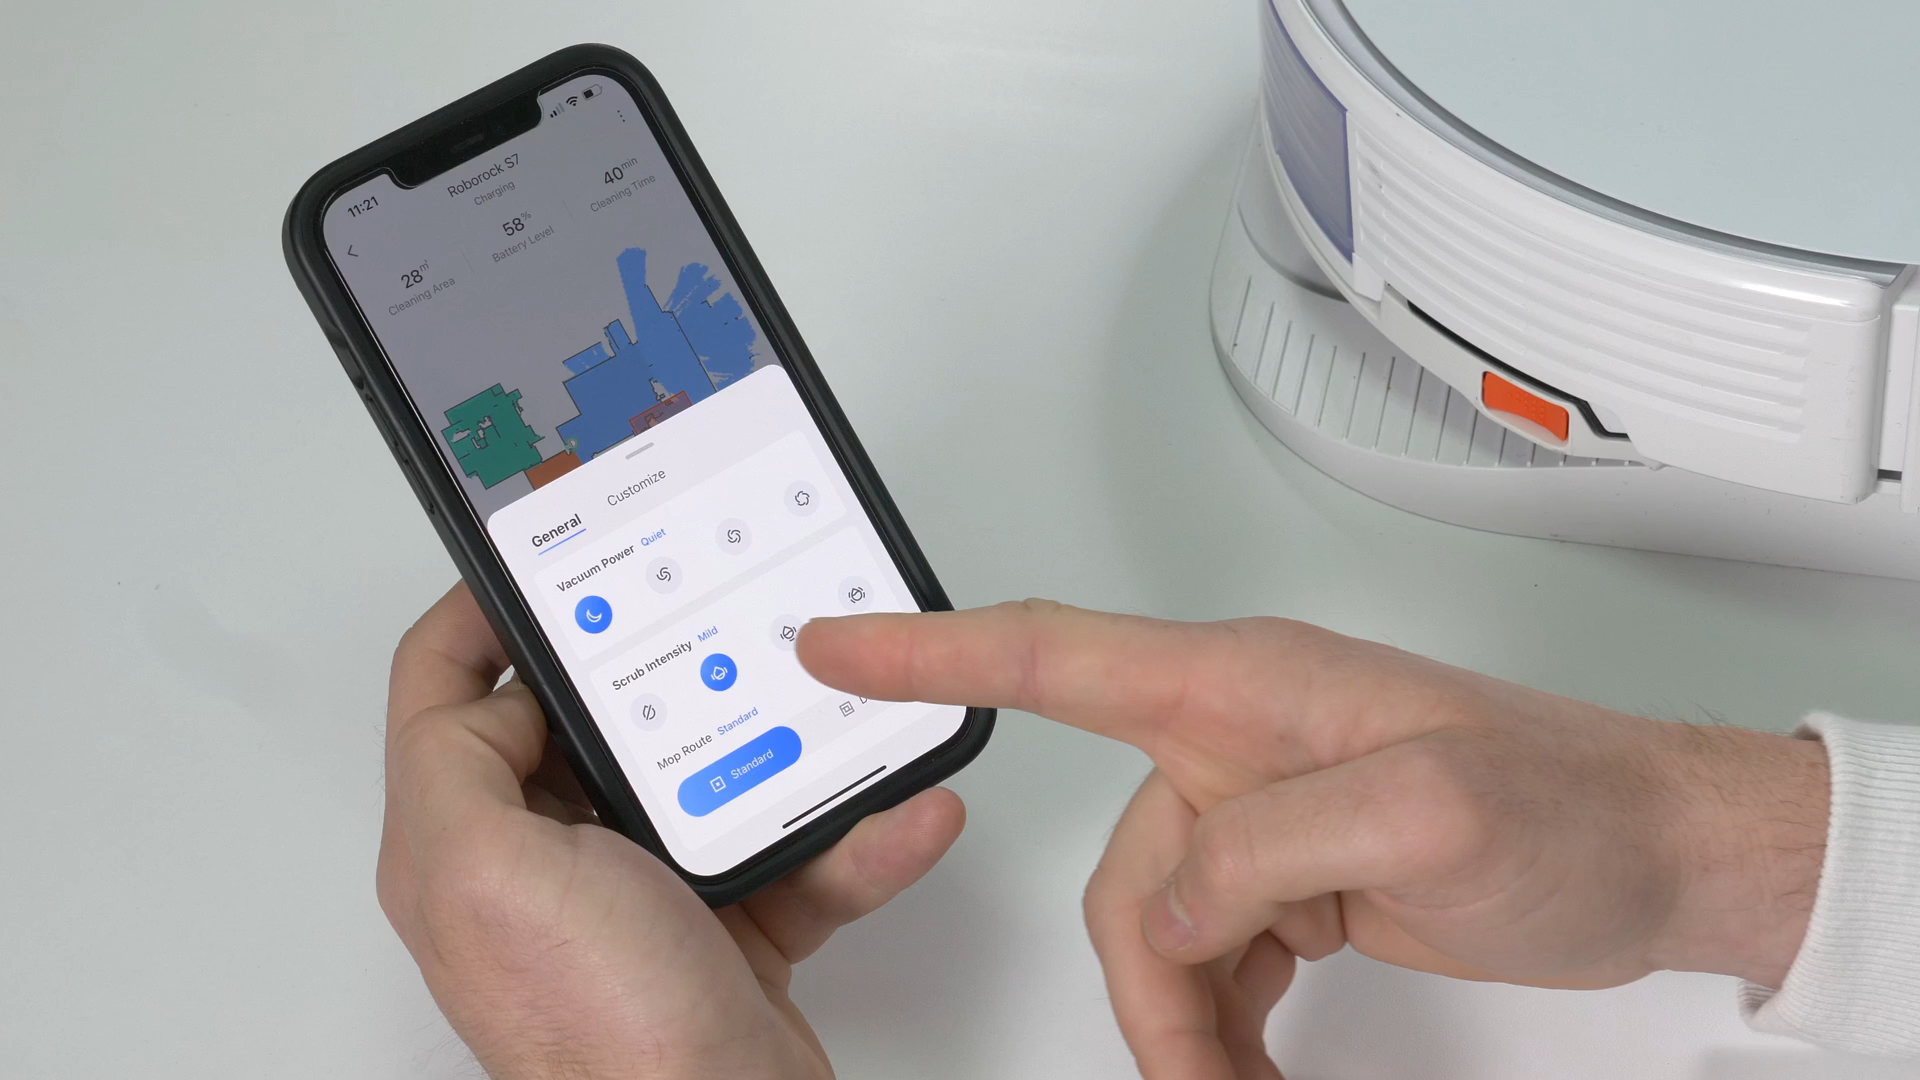 11:21
Roborock S7
Charging
28m²
Cleaning Area
58%
Battery Level
40min
Cleaning Time
General
Customize
Vacuum Power Quiet
Scrub Intensity Mild
Mop Route Standard
Standard